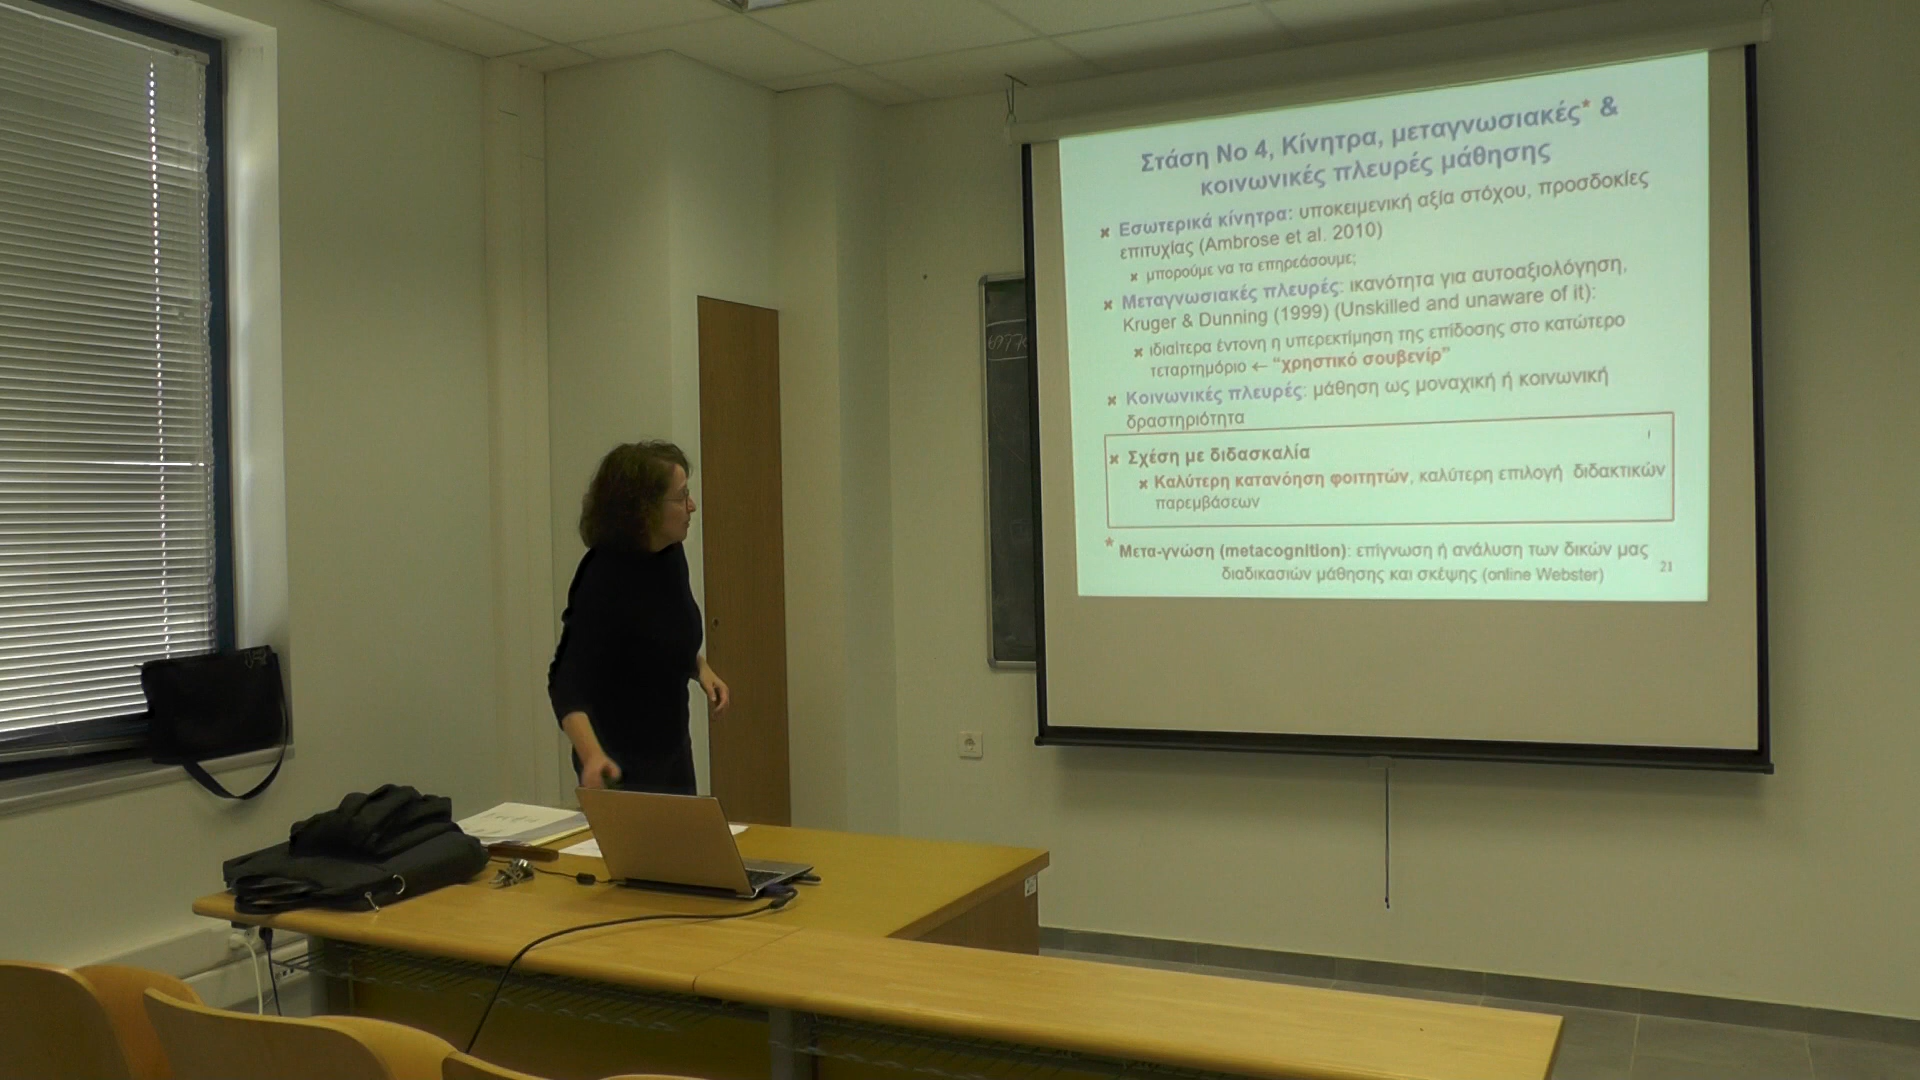 Στάση Νο 4, Κίνητρα, μεταγνωσιακές* &
κοινωνικές πλευρές μάθησης
Εσωτερικά κίνητρα: υποκειμενική αξία στόχου, προσδοκίες
επιτυχίας (Ambrose et al. 2010)
μπορούμε να τα επηρεάσουμε;
Μεταγνωσιακές πλευρές: ικανότητα για αυτοαξιολόγηση,
Kruger & Dunning (1999) (Unskilled and unaware of it):
ιδιαίτερα έντονη η υπερεκτίμηση της επίδοσης στο κατώτερο
τεταρτημόριο ← “χρηστικό σουβενίρ”
Κοινωνικές πλευρές: μάθηση ως μοναχική ή κοινωνική
δραστηριότητα
Σχέση με διδασκαλία
Καλύτερη κατανόηση φοιτητών, καλύτερη επιλογή διδακτικών
παρεμβάσεων
* Μετα-γνώση (metacognition): επίγνωση ή ανάλυση των δικών μας
διαδικασιών μάθησης και σκέψης (online Webster)
21